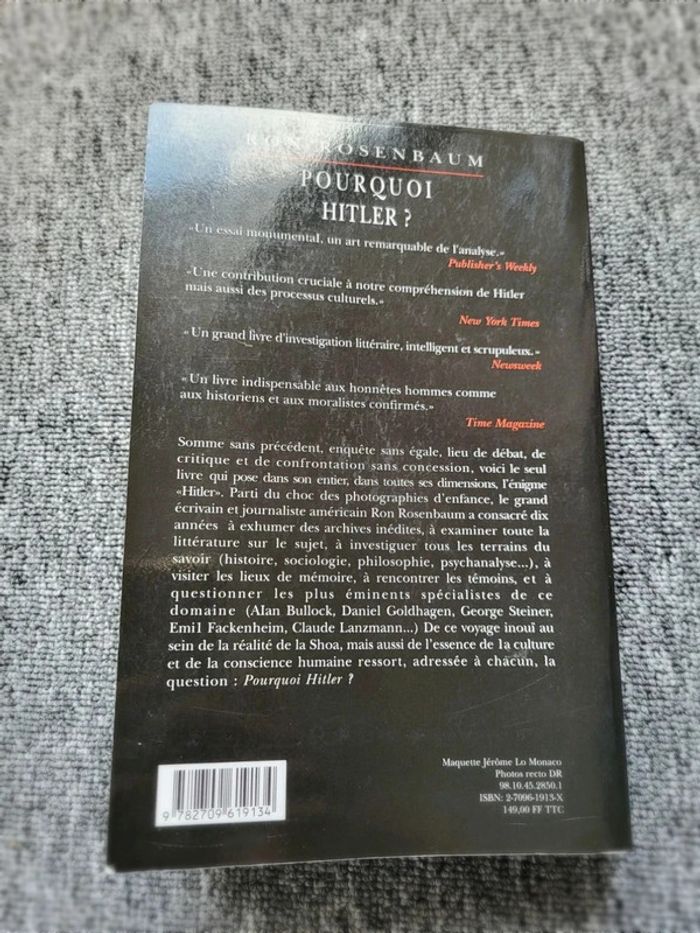 RON ROSENBAUM
POURQUOI
HITLER ?
«Un essai monumental, un art remarquable de l'analyse.»
Publisher's Weekly
«Une contribution cruciale à notre compréhension de Hitler
mais aussi des processus culturels.»
New York Times
«Un grand livre d'investigation littéraire, intelligent et scrupuleux.»
Newsweek
«Un livre indispensable aux honnêtes hommes comme
aux historiens et aux moralistes confirmés.»
Time Magazine
Somme sans précédent, enquête sans égale, lieu de débat, de
critique et de confrontation sans concession, voici le seul
livre qui pose dans son entier, dans toutes ses dimensions, l'énigme
«Hitler». Parti du choc des photographies d'enfance, le grand
écrivain et journaliste américain Ron Rosenbaum a consacré dix
années à exhumer des archives inédites, à examiner toute la
littérature sur le sujet, à investiguer tous les terrains du
savoir (histoire, sociologie, philosophie, psychanalyse...), à
visiter les lieux de mémoire, à rencontrer les témoins, et à
questionner les plus éminents spécialistes de ce
domaine (Alan Bullock, Daniel Goldhagen, George Steiner,
Emil Fackenheim, Claude Lanzmann...) De ce voyage inouï au
sein de la réalité de la Shoa, mais aussi de l'essence de la culture
et de la conscience humaine ressort, adressée à chacun, la
question : Pourquoi Hitler ?
Maquette Jérôme Lo Monaco
Photos recto DR
98.10.45.2850.1
ISBN: 2-7096-1913-X
149,00 FF TTC
9 782709 619134